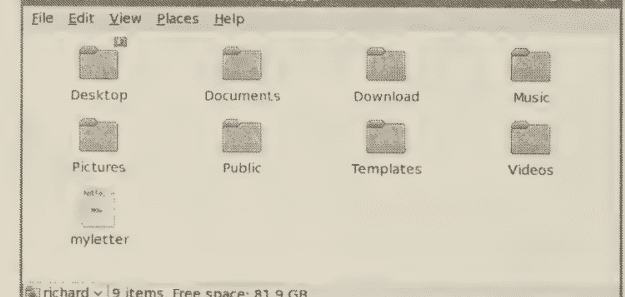 File Edit View Places Help
Desktop Documents Download Music
Pictures Public Templates Videos
myletter
richard 9 items, Free space: 81.9 GB